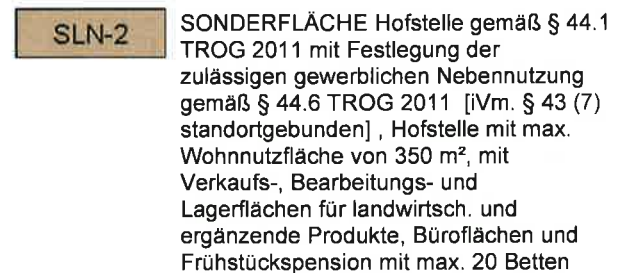 SLN-2
SONDERFLÄCHE Hofstelle gemäß § 44.1
TROG 2011 mit Festlegung der
zulässigen gewerblichen Nebennutzung
gemäß § 44.6 TROG 2011 [iVm. § 43 (7)
standortgebunden] , Hofstelle mit max.
Wohnnutzfläche von 350 m², mit
Verkaufs-, Bearbeitungs- und
Lagerflächen für landwirtsch. und
ergänzende Produkte, Büroflächen und
Frühstückspension mit max. 20 Betten